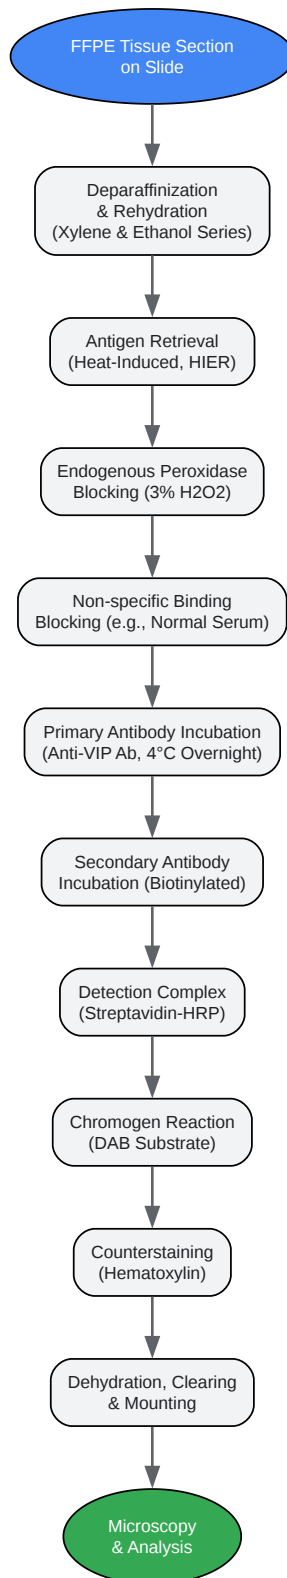 FFPE Tissue Section
on Slide
Deparaffinization
& Rehydration
(Xylene & Ethanol Series)
Antigen Retrieval
(Heat-Induced, HIER)
Endogenous Peroxidase
Blocking (3% H2O2)
Non-specific Binding
Blocking (e.g., Normal Serum)
Primary Antibody Incubation
(Anti-VIP Ab, 4°C Overnight)
Secondary Antibody
Incubation (Biotinylated)
Detection Complex
(Streptavidin-HRP)
Chromogen Reaction
(DAB Substrate)
Counterstaining
(Hematoxylin)
Dehydration, Clearing
& Mounting
Microscopy
& Analysis